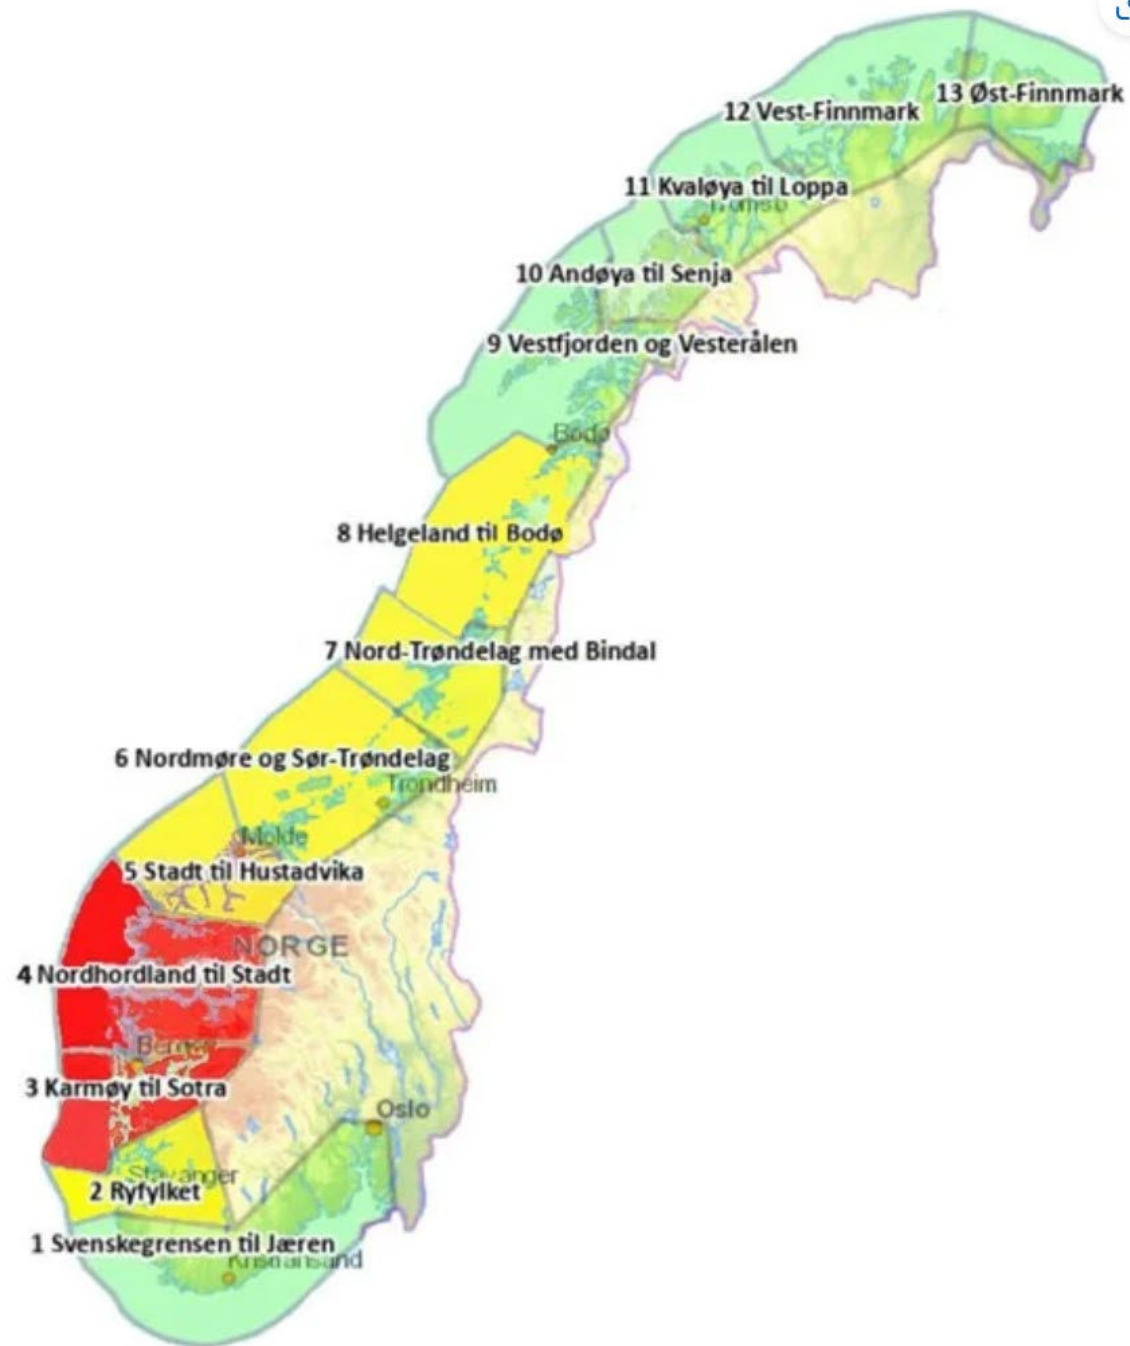 13 Øst-Finnmark
12 Vest-Finnmark
11 Kvaløya til Loppa
Tromsø
10 Andøya til Senja
9 Vestfjorden og Vesterålen
Bodø
8 Helgeland til Bodø
7 Nord-Trøndelag med Bindal
6 Nordmøre og Sør-Trøndelag
Trondheim
Molde
5 Stadt til Hustadvika
NORGE
4 Nordhordland til Stadt
Bergen
3 Karmøy til Sotra
Oslo
Stavanger
2 Ryfylket
1 Svenskegrensen til Jæren
Kristiansand